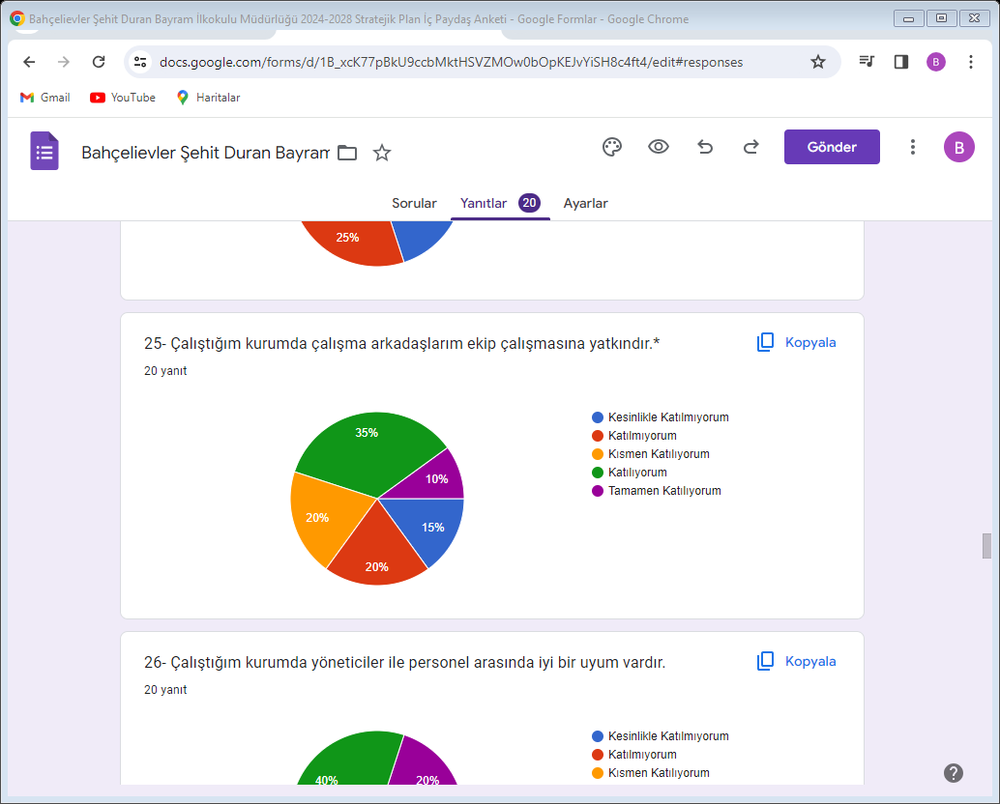 Bahçelievler Şehit Duran Bayram İlkokulu Müdürlüğü 2024-2028 Stratejik Plan İç Paydaş Anketi - Google Formlar - Google Chrome
docs.google.com/forms/d/1B_xcK77pBkU9ccbMktHSVZMOw0bOpKEJvYiSH8c4ft4/edit#responses
B
Gmail YouTube Haritalar
Bahçelievler Şehit Duran Bayram
Gönder
B
Sorular Yanıtlar 20 Ayarlar
25%
25- Çalıştığım kurumda çalışma arkadaşlarım ekip çalışmasına yatkındır.*
Kopyala
20 yanıt
35%
10%
20%
15%
20%
Kesinlikle Katılmıyorum
Katılmıyorum
Kısmen Katılıyorum
Katılıyorum
Tamamen Katılıyorum
26- Çalıştığım kurumda yöneticiler ile personel arasında iyi bir uyum vardır.
Kopyala
20 yanıt
40%
20%
Kesinlikle Katılmıyorum
Katılmıyorum
Kısmen Katılıyorum
?